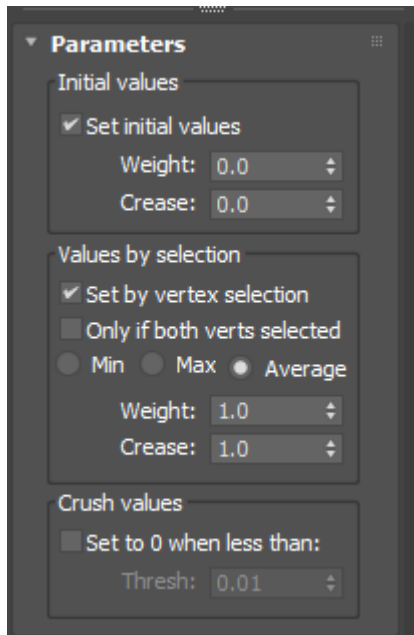 Parameters
Initial values
Set initial values
Weight: 0.0
Crease: 0.0
Values by selection
Set by vertex selection
Only if both verts selected
Min Max Average
Weight: 1.0
Crease: 1.0
Crush values
Set to 0 when less than:
Thresh: 0.01